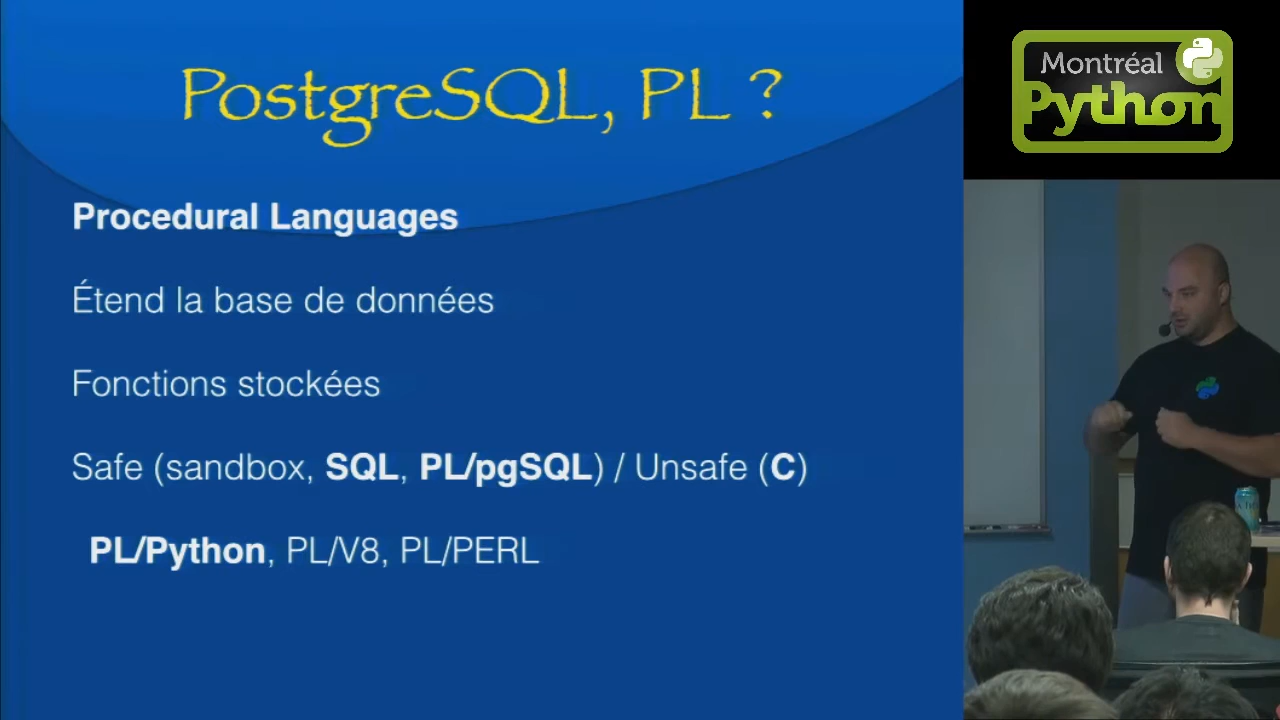 PostgreSQL, PL ?
Procedural Languages
Étend la base de données
Fonctions stockées
Safe (sandbox, SQL, PL/pgSQL) / Unsafe (C)
PL/Python, PL/V8, PL/PERL
Montréal
Python